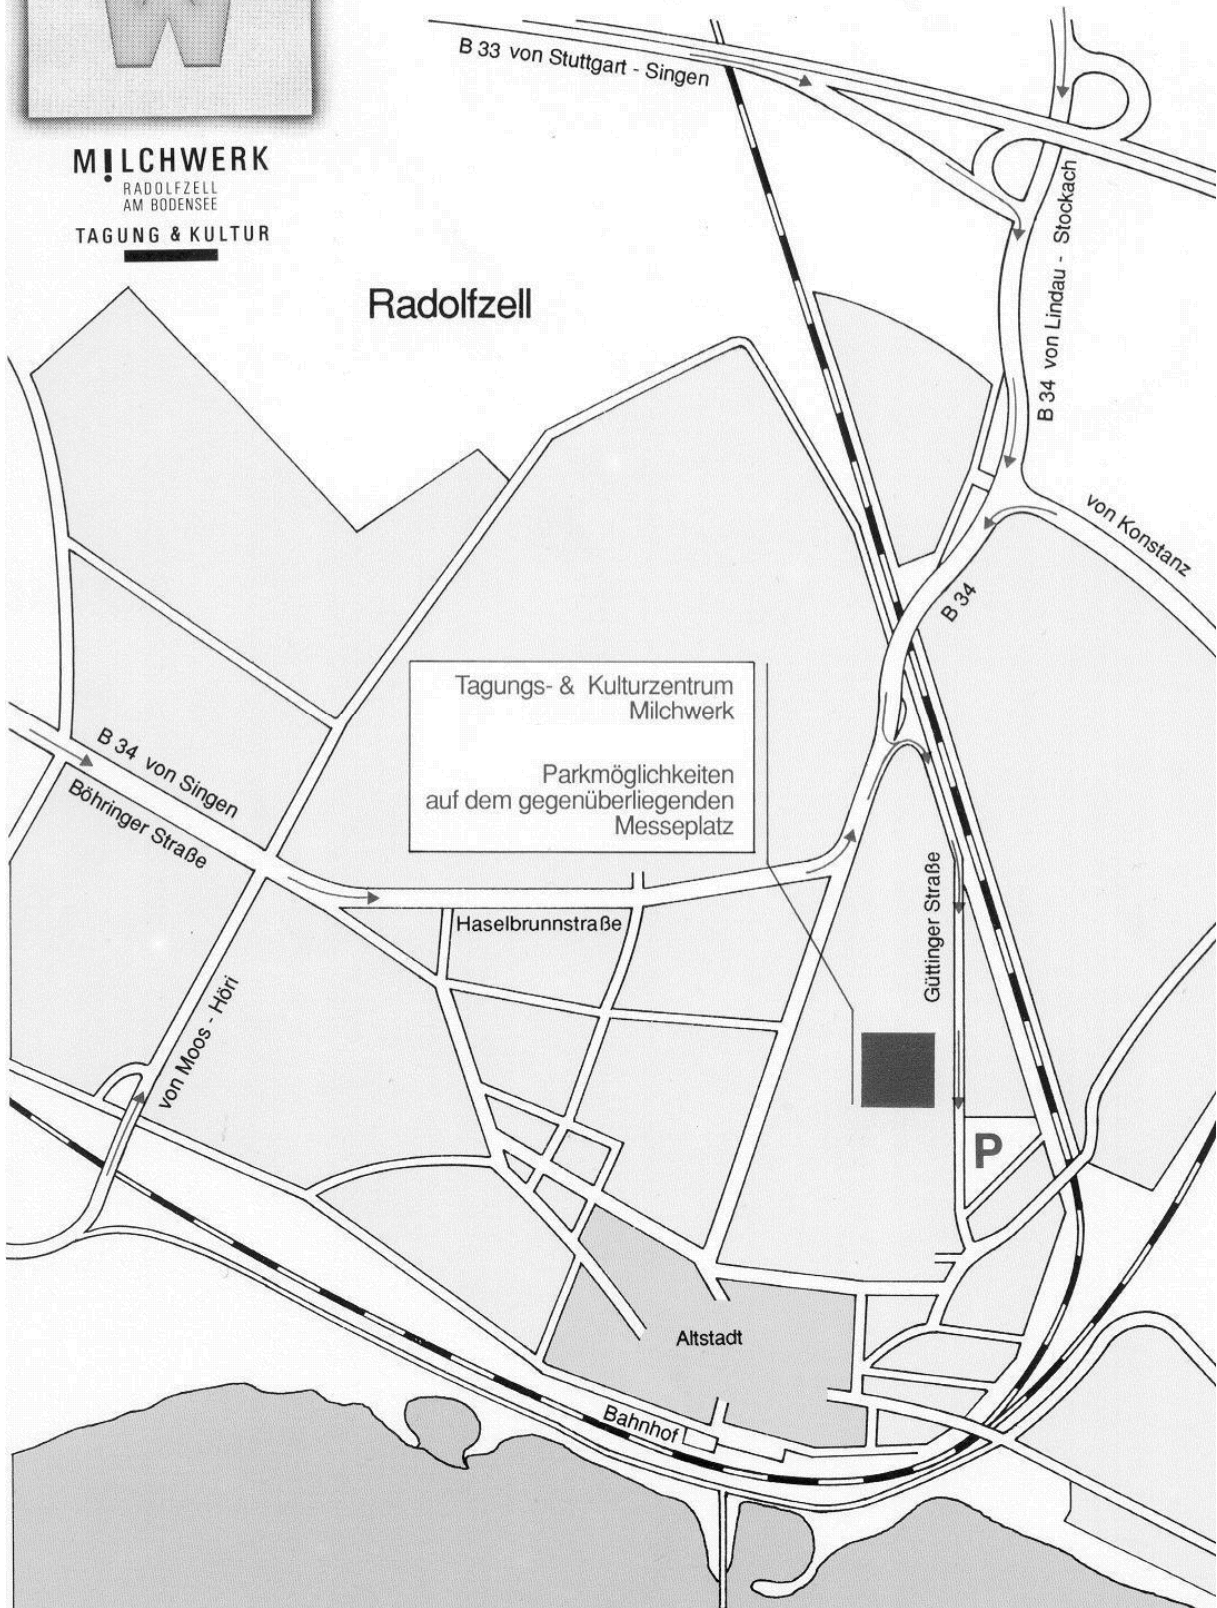 B 33 von Stuttgart - Singen
M!LCHWERK
RADOLFZELL
AM BODENSEE
TAGUNG & KULTUR
Radolfzell
B 34 von Lindau - Stockach
von Konstanz
B 34
Tagungs- & Kulturzentrum
Milchwerk
Parkmöglichkeiten
auf dem gegenüberliegenden
Messeplatz
B 34 von Singen
Böhringer Straße
Haselbrunnstraße
Güttinger Straße
von Moos - Höri
P
Altstadt
Bahnhof